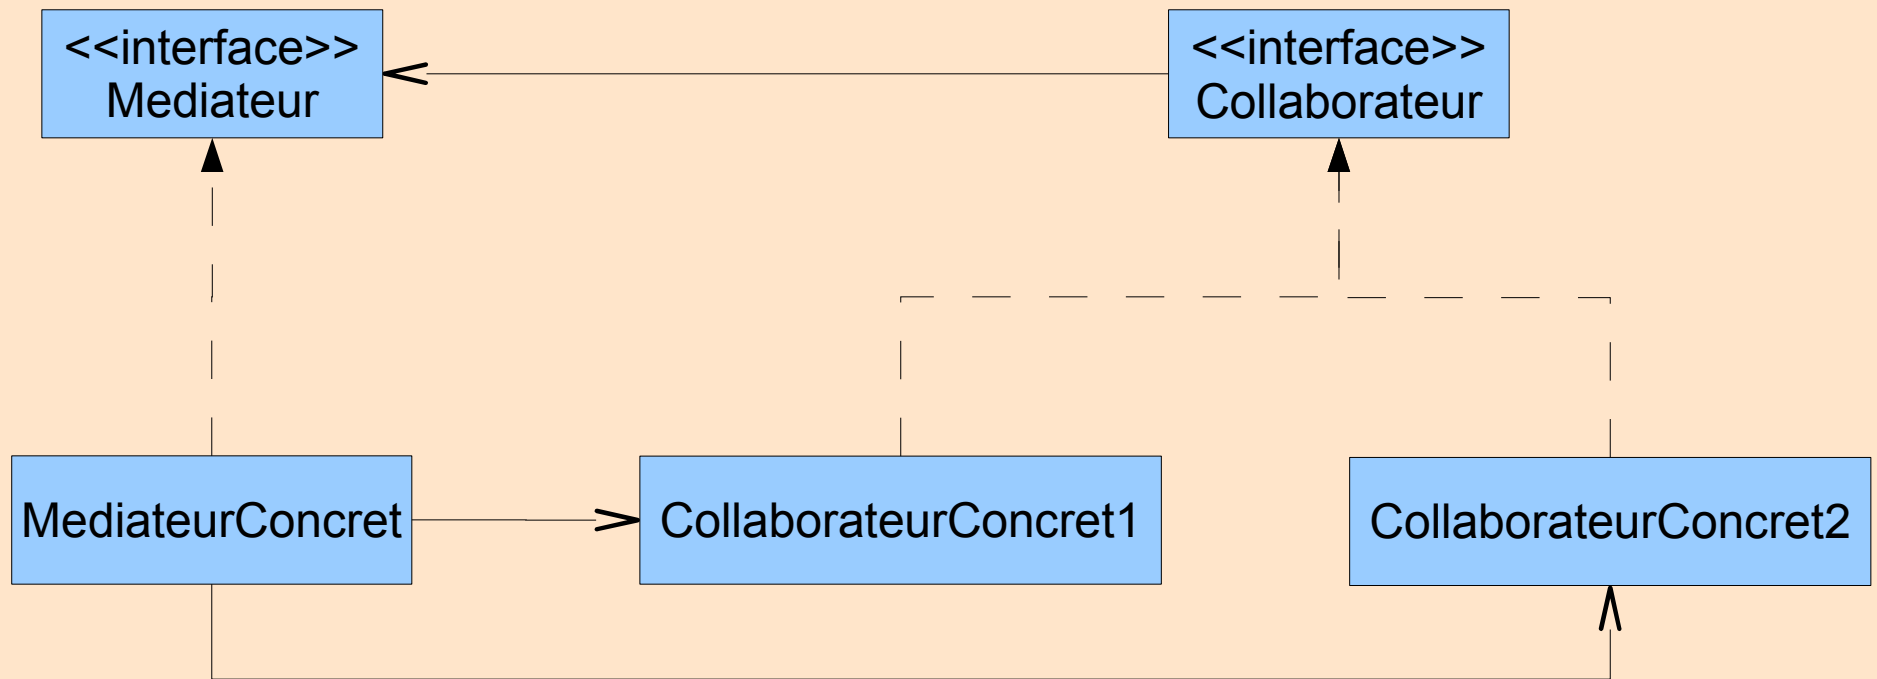 <<interface>>
Mediateur
<<interface>>
Collaborateur
MediateurConcret
CollaborateurConcret1
CollaborateurConcret2